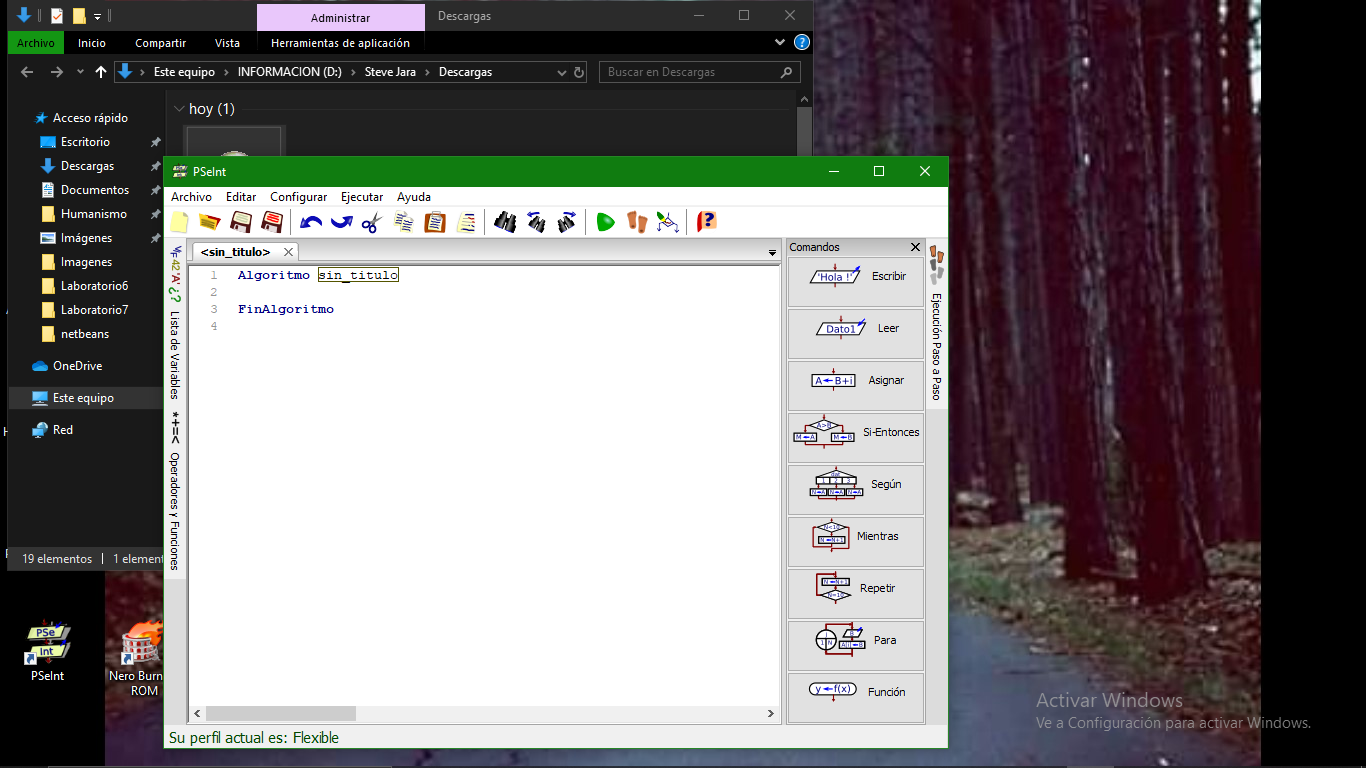 Administrar
Descargas
Archivo Inicio Compartir Vista Herramientas de aplicación
Este equipo INFORMACION (D:) Steve Jara Descargas
Buscar en Descargas
Acceso rápido
Escritorio
Descargas
Documentos
Humanismo
Imágenes
Imagenes
Laboratorio6
Laboratorio7
netbeans
OneDrive
Este equipo
Red
hoy (1)
19 elementos
PSeInt
Archivo Editar Configurar Ejecutar Ayuda
<sin_titulo>
1 Algoritmo sin_titulo
2
3 FinAlgoritmo
4
Lista de Variables
*+=< Operadores y Funciones
Comandos
'Hola !' Escribir
Dato1 Leer
A←B+i Asignar
A>B Si-Entonces
M←A M←B
Según
1 2 3
N←A N←A N←A
Mientras
Repetir
Para
y←f(x) Función
Ejecución Paso a Paso
Su perfil actual es: Flexible
PSe
Int
PSeInt
ROM
Activar Windows
Ve a Configuración para activar Windows.